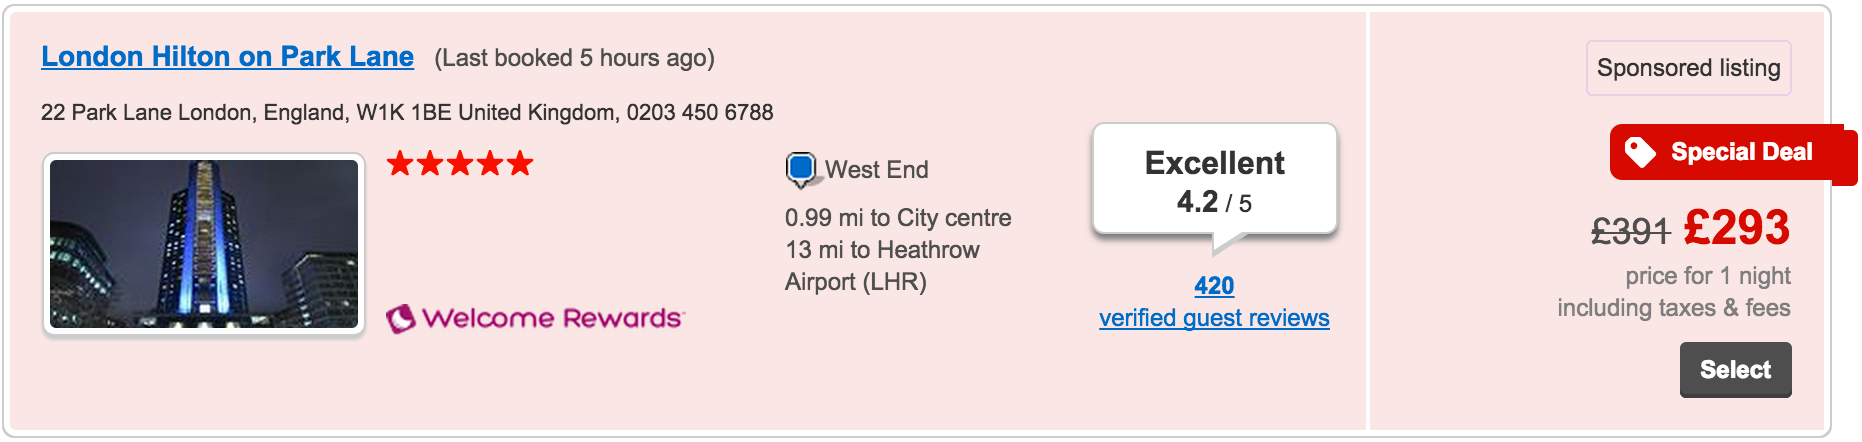 London Hilton on Park Lane (Last booked 5 hours ago)
Sponsored listing
22 Park Lane London, England, W1K 1BE United Kingdom, 0203 450 6788
Special Deal
West End
Excellent
4.2 / 5
0.99 mi to City centre
13 mi to Heathrow
Airport (LHR)
420
verified guest reviews
Welcome Rewards
£391 £293
price for 1 night
including taxes & fees
Select